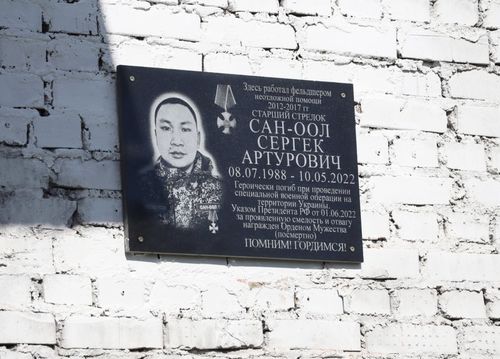 Здесь работал фельдшером
неотложной помощи
2012-2017 гг
СТАРШИЙ СТРЕЛОК
САН-ООЛ
СЕРГЕК
АРТУРОВИЧ
08.07.1988 - 10.05.2022
Героически погиб при проведении
специальной военной операции на
территории Украины.
Указом Президента РФ от 01.06.2022
за проявленную смелость и отвагу
награжден Орденом Мужества
(посмертно)
ПОМНИМ! ГОРДИМСЯ!